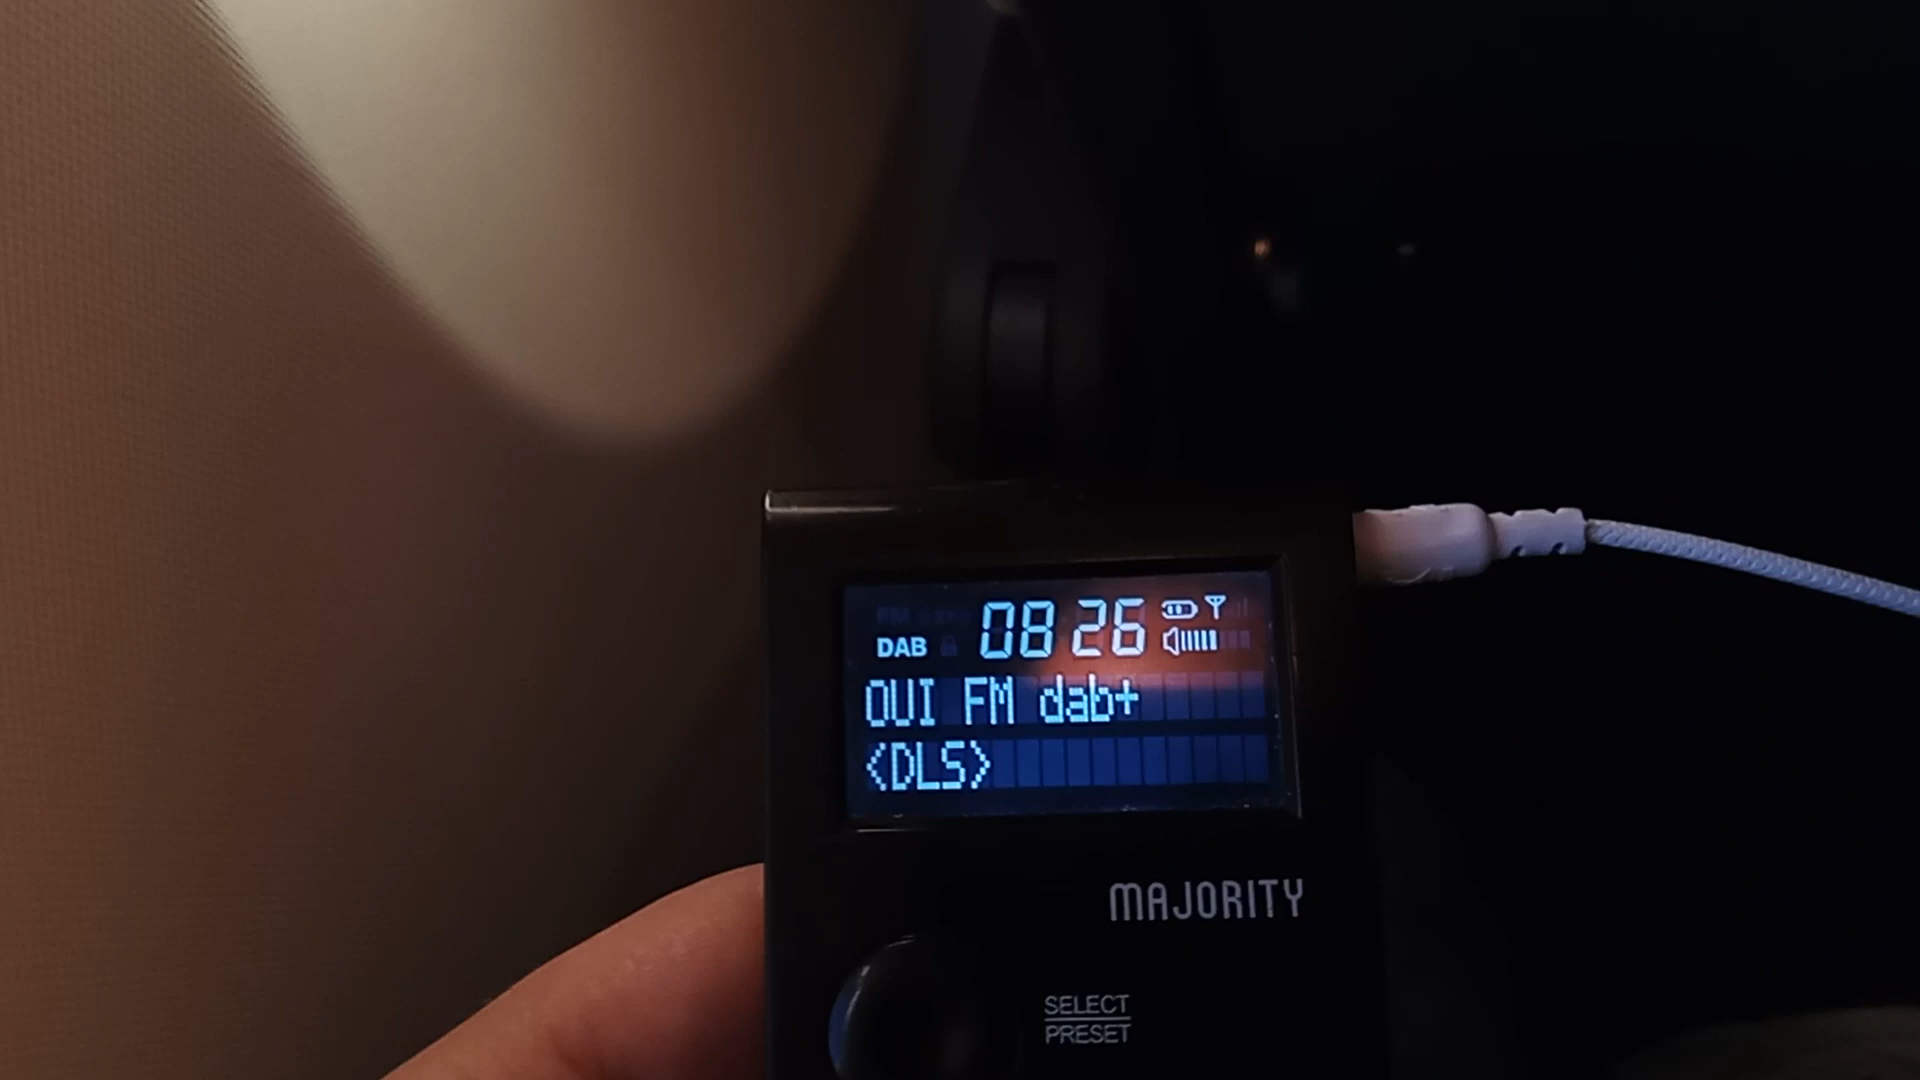 08 26
DAB
OUI FM dab+
<DLS>
MAJORITY
SELECT
PRESET